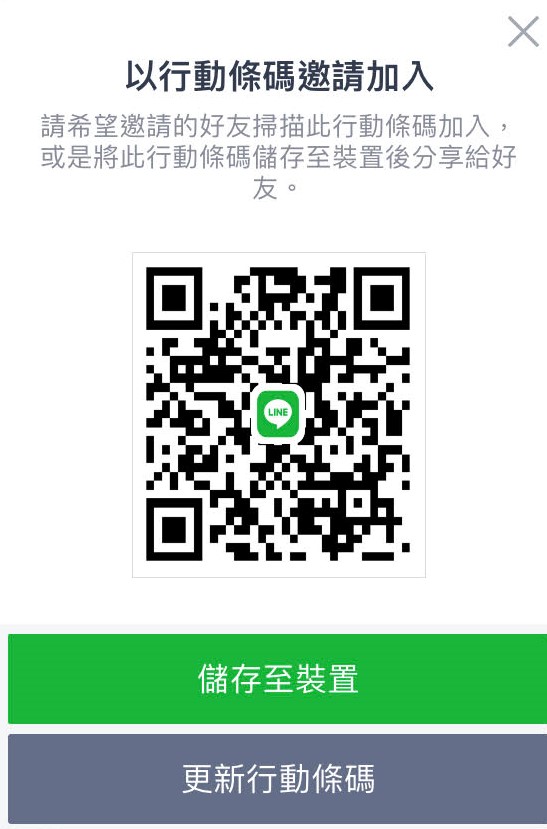 以行動條碼邀請加入
請希望邀請的好友掃描此行動條碼加入，
或是將此行動條碼儲存至裝置後分享給好
友。
LINE
儲存至裝置
更新行動條碼